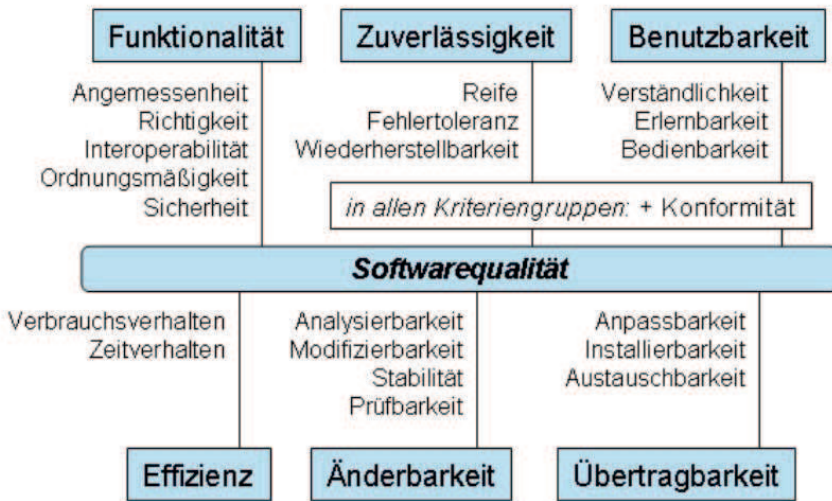 Funktionalität
Zuverlässigkeit
Benutzbarkeit
Angemessenheit
Richtigkeit
Interoperabilität
Ordnungsmäßigkeit
Sicherheit
Reife
Fehlertoleranz
Wiederherstellbarkeit
Verständlichkeit
Erlernbarkeit
Bedienbarkeit
in allen Kriteriengruppen: + Konformität
Softwarequalität
Verbrauchsverhalten
Zeitverhalten
Analysierbarkeit
Modifizierbarkeit
Stabilität
Prüfbarkeit
Anpassbarkeit
Installierbarkeit
Austauschbarkeit
Effizienz
Änderbarkeit
Übertragbarkeit